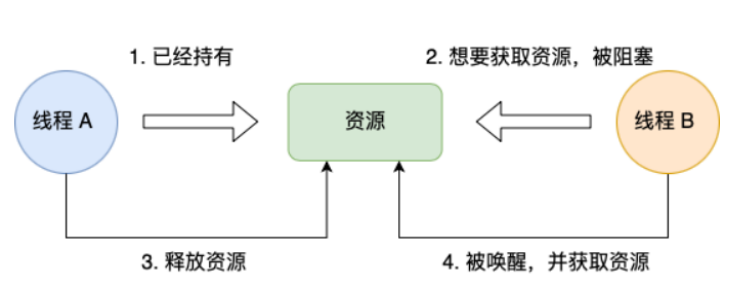 1. 已经持有
2. 想要获取资源，被阻塞
线程 A
资源
线程 B
3. 释放资源
4. 被唤醒，并获取资源